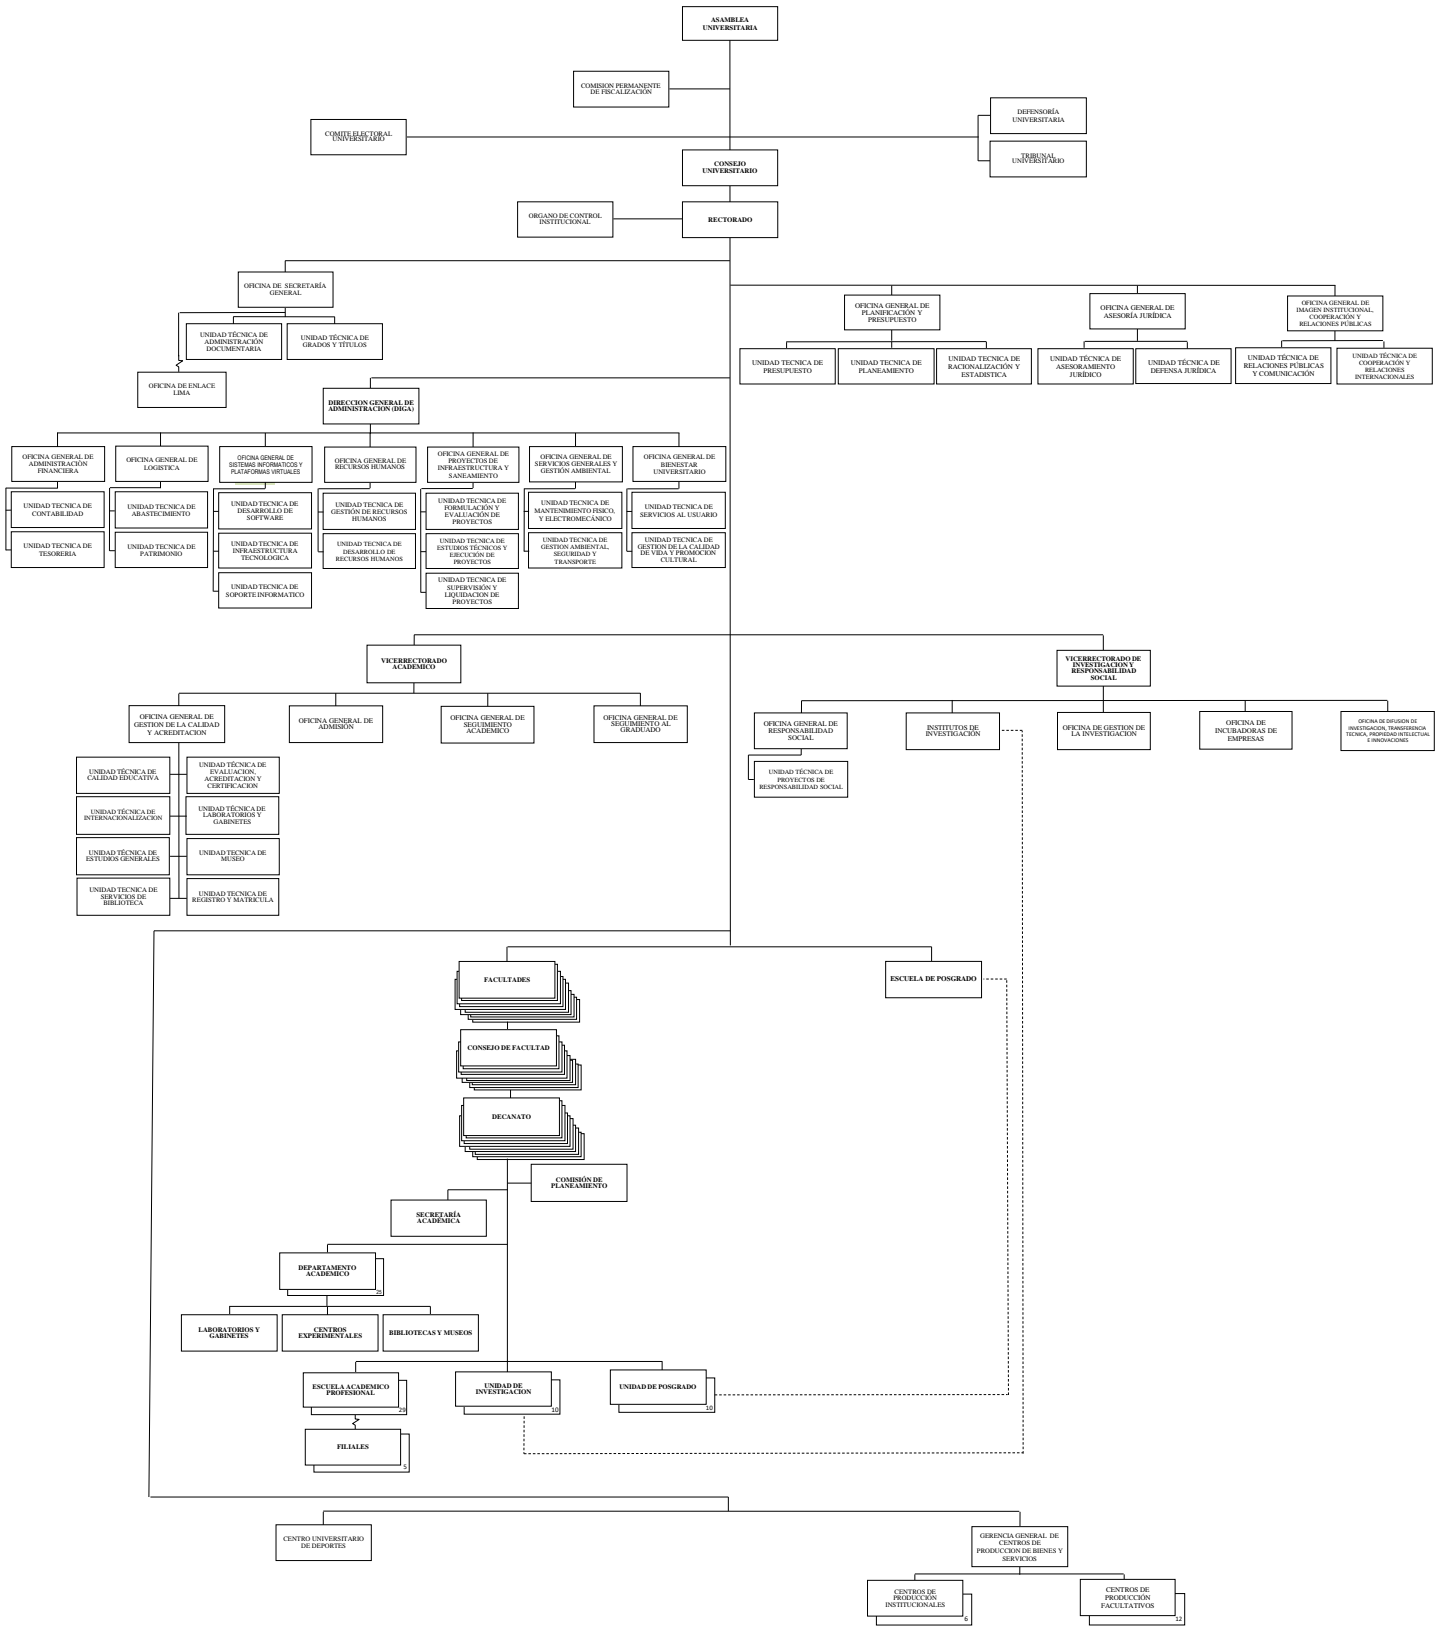 ASAMBLEA
UNIVERSITARIA
COMISION PERMANENTE
DE FISCALIZACIÓN
DEFENSORÍA
UNIVERSITARIA
COMITE ELECTORAL
UNIVERSITARIO
TRIBUNAL
UNIVERSITARIO
CONSEJO
UNIVERSITARIO
ORGANO DE CONTROL
INSTITUCIONAL
RECTORADO
OFICINA DE SECRETARÍA
GENERAL
UNIDAD TÉCNICA DE
ADMINISTRACIÓN
DOCUMENTARIA
UNIDAD TÉCNICA DE
GRADOS Y TÍTULOS
OFICINA DE ENLACE
LIMA
OFICINA GENERAL DE
PLANIFICACIÓN Y
PRESUPUESTO
OFICINA GENERAL DE
ASESORÍA JURÍDICA
OFICINA GENERAL DE
IMAGEN INSTITUCIONAL,
COOPERACIÓN Y
RELACIONES PÚBLICAS
UNIDAD TECNICA DE
PRESUPUESTO
UNIDAD TECNICA DE
PLANEAMIENTO
UNIDAD TECNICA DE
RACIONALIZACIÓN Y
ESTADISTICA
UNIDAD TÉCNICA DE
ASESORAMIENTO
JURÍDICO
UNIDAD TÉCNICA DE
DEFENSA JURÍDICA
UNIDAD TÉCNICA DE
RELACIONES PÚBLICAS
Y COMUNICACIÓN
UNIDAD TÉCNICA DE
COOPERACIÓN Y
RELACIONES
INTERNACIONALES
DIRECCION GENERAL DE
ADMINISTRACION (DIGA)
OFICINA GENERAL DE
ADMINISTRACIÒN
FINANCIERA
OFICINA GENERAL DE
LOGISTICA
OFICINA GENERAL DE
SISTEMAS INFORMATICOS Y
PLATAFORMAS VIRTUALES
OFICINA GENERAL DE
RECURSOS HUMANOS
OFICINA GENERAL DE
PROYECTOS DE
INFRAESTRUCTURA Y
SANEAMIENTO
OFICINA GENERAL DE
SERVICIOS GENERALES Y
GESTIÓN AMBIENTAL
OFICINA GENERAL DE
BIENESTAR
UNIVERSITARIO
UNIDAD TECNICA DE
CONTABILIDAD
UNIDAD TECNICA DE
ABASTECIMIENTO
UNIDAD TECNICA DE
DESARROLLO DE
SOFTWARE
UNIDAD TECNICA DE
GESTIÓN DE RECURSOS
HUMANOS
UNIDAD TECNICA DE
FORMULACIÓN Y
EVALUACIÓN DE
PROYECTOS
UNIDAD TECNICA DE
MANTENIMIENTO FISICO,
Y ELECTROMECÁNICO
UNIDAD TECNICA DE
SERVICIOS AL USUARIO
UNIDAD TECNICA DE
TESORERIA
UNIDAD TECNICA DE
PATRIMONIO
UNIDAD TECNICA DE
INFRAESTRUCTURA
TECNOLOGICA
UNIDAD TECNICA DE
DESARROLLO DE
RECURSOS HUMANOS
UNIDAD TECNICA DE
ESTUDIOS TÉCNICOS Y
EJECUCIÓN DE
PROYECTOS
UNIDAD TECNICA DE
GESTION AMBIENTAL,
SEGURIDAD Y
TRANSPORTE
UNIDAD TECNICA DE
GESTION DE LA CALIDAD
DE VIDA Y PROMOCION
CULTURAL
UNIDAD TECNICA DE
SOPORTE INFORMATICO
UNIDAD TECNICA DE
SUPERVISIÓN Y
LIQUIDACION DE
PROYECTOS
VICERRECTORADO
ACADEMICO
VICERRECTORADO DE
INVESTIGACION Y
RESPONSABILIDAD
SOCIAL
OFICINA GENERAL DE
GESTION DE LA CALIDAD
Y ACREDITACION
OFICINA GENERAL DE
ADMISIÓN
OFICINA GENERAL DE
SEGUIMIENTO
ACADEMICO
OFICINA GENERAL DE
SEGUIMIENTO AL
GRADUADO
OFICINA GENERAL DE
RESPONSABILIDAD
SOCIAL
INSTITUTOS DE
INVESTIGACIÓN
OFICINA DE GESTION DE
LA INVESTIGACION
OFICINA DE
INCUBADORAS DE
EMPRESAS
OFICINA DE DIFUSION DE
INVESTIGACION, TRANSFERENCIA
TECNICA, PROPIEDAD INTELECTUAL
E INNOVACIONES
UNIDAD TÉCNICA DE
CALIDAD EDUCATIVA
UNIDAD TÉCNICA DE
EVALUACION,
ACREDITACION Y
CERTIFICACION
UNIDAD TÉCNICA DE
PROYECTOS DE
RESPONSABILIDAD SOCIAL
UNIDAD TÉCNICA DE
INTERNACIONALIZACION
UNIDAD TÉCNICA DE
LABORATORIOS Y
GABINETES
UNIDAD TÉCNICA DE
ESTUDIOS GENERALES
UNIDAD TECNICA DE
MUSEO
UNIDAD TECNICA DE
SERVICIOS DE
BIBLIOTECA
UNIDAD TECNICA DE
REGISTRO Y MATRICULA
FACULTADES
ESCUELA DE POSGRADO
CONSEJO DE FACULTAD
DECANATO
COMISIÓN DE
PLANEAMIENTO
SECRETARÍA
ACADÉMICA
DEPARTAMENTO
ACADEMICO
25
LABORATORIOS Y
GABINETES
CENTROS
EXPERIMENTALES
BIBLIOTECAS Y MUSEOS
ESCUELA ACADEMICO
PROFESIONAL
29
UNIDAD DE
INVESTIGACION
10
UNIDAD DE POSGRADO
10
FILIALES
5
CENTRO UNIVERSITARIO
DE DEPORTES
GERENCIA GENERAL DE
CENTROS DE
PRODUCCION DE BIENES Y
SERVICIOS
CENTROS DE
PRODUCCIÓN
INSTITUCIONALES
6
CENTROS DE
PRODUCCIÓN
FACULTATIVOS
12